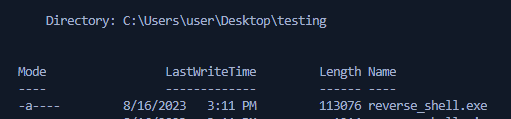 Directory: C:\Users\user\Desktop\testing
Mode LastWriteTime Length Name
---- ------------- ------ ----
-a---- 8/16/2023 3:11 PM 113076 reverse_shell.exe